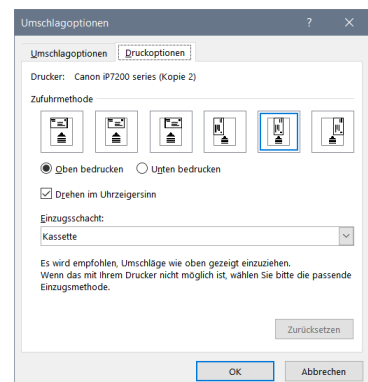 Umschlagoptionen
Umschlagoptionen Druckoptionen
Drucker: Canon iP7200 series (Kopie 2)
Zufuhrmethode
Oben bedrucken Unten bedrucken
Drehen im Uhrzeigersinn
Einzugsschacht:
Kassette
Es wird empfohlen, Umschläge wie oben gezeigt einzuziehen.
Wenn das mit Ihrem Drucker nicht möglich ist, wählen Sie bitte die passende
Einzugsmethode.
Zurücksetzen
OK Abbrechen